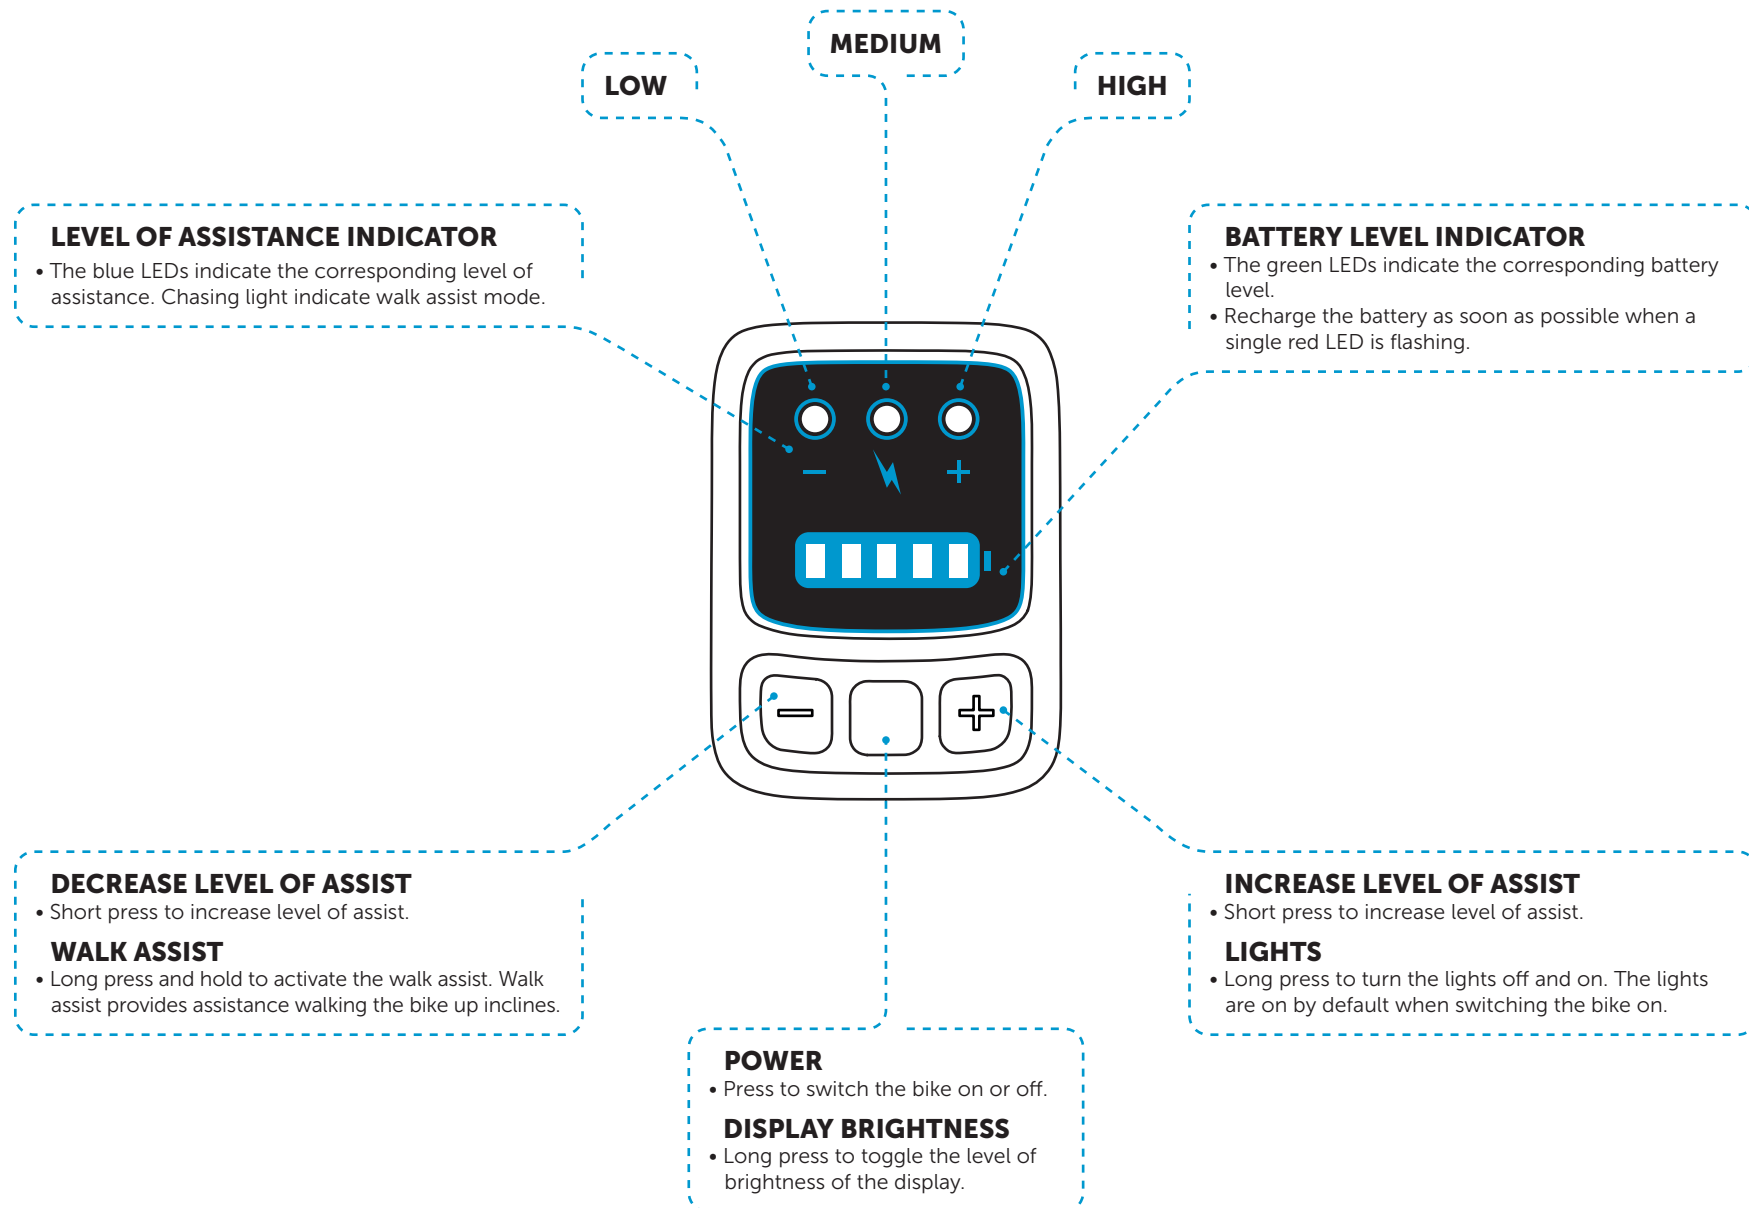 MEDIUM
LOW
HIGH
LEVEL OF ASSISTANCE INDICATOR
• The blue LEDs indicate the corresponding level of
assistance. Chasing light indicate walk assist mode.
BATTERY LEVEL INDICATOR
• The green LEDs indicate the corresponding battery
level.
• Recharge the battery as soon as possible when a
single red LED is flashing.
DECREASE LEVEL OF ASSIST
• Short press to increase level of assist.
WALK ASSIST
• Long press and hold to activate the walk assist. Walk
assist provides assistance walking the bike up inclines.
INCREASE LEVEL OF ASSIST
• Short press to increase level of assist.
LIGHTS
• Long press to turn the lights off and on. The lights
are on by default when switching the bike on.
POWER
• Press to switch the bike on or off.
DISPLAY BRIGHTNESS
• Long press to toggle the level of
brightness of the display.